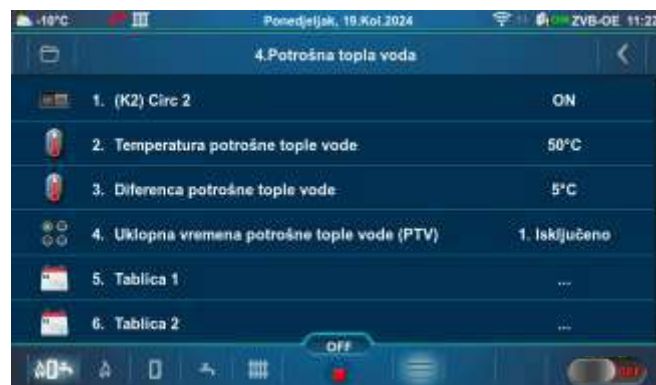 -10°C Ponedjeljak, 19.Kol 2024 ZVB-OE 11:22
4.Potrošna topla voda
1. (K2) Circ 2 ON
2. Temperatura potrošne tople vode 50°C
3. Diferenca potrošne tople vode 5°C
4. Uklopna vremena potrošne tople vode (PTV) 1. Isključeno
5. Tablica 1 ...
6. Tablica 2 ...
OFF
OFF